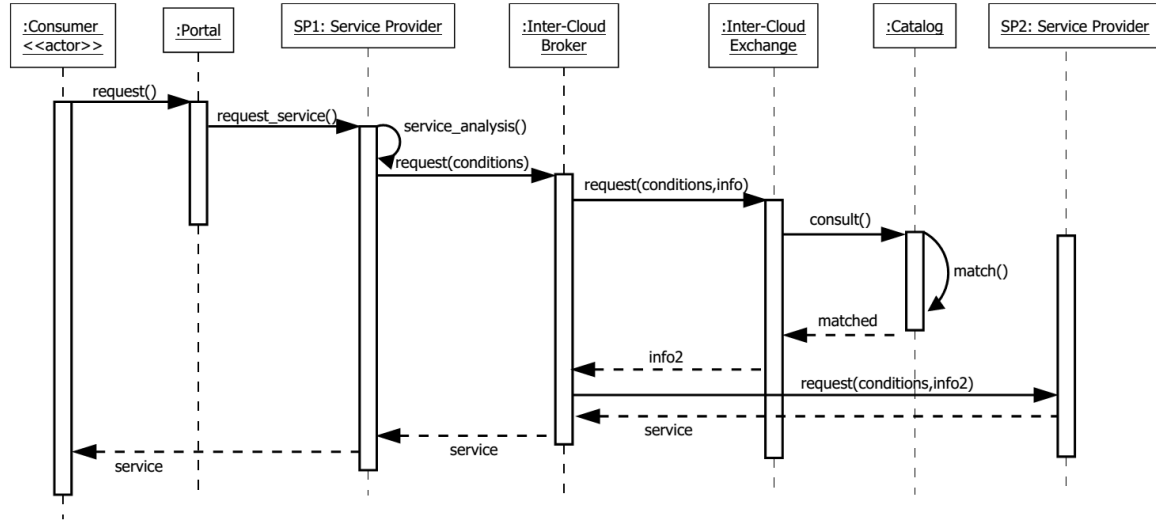 :Consumer
<<actor>>
:Portal
SP1: Service Provider
:Inter-Cloud
Broker
:Inter-Cloud
Exchange
:Catalog
SP2: Service Provider
request()
request_service()
service_analysis()
request(conditions)
request(conditions,info)
consult()
match()
matched
info2
request(conditions,info2)
service
service
service